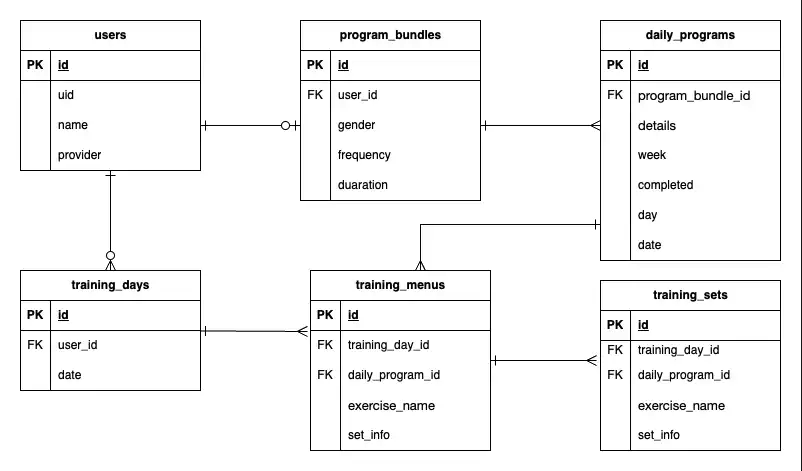 users
PK id
uid
name
provider
program_bundles
PK id
FK user_id
gender
frequency
duaration
daily_programs
PK id
FK program_bundle_id
details
week
completed
day
date
training_days
PK id
FK user_id
date
training_menus
PK id
FK training_day_id
FK daily_program_id
exercise_name
set_info
training_sets
PK id
FK training_day_id
FK daily_program_id
exercise_name
set_info